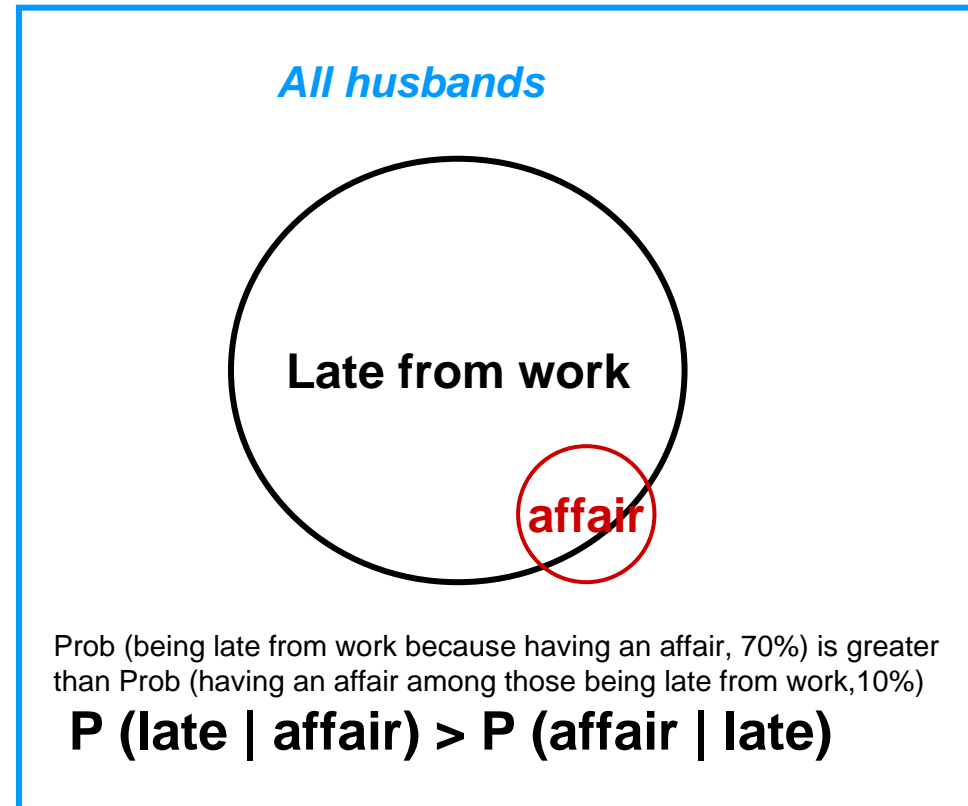 All husbands
Late from work
affair
Prob (being late from work because having an affair, 70%) is greater
than Prob (having an affair among those being late from work,10%)
P (late | affair) > P (affair | late)